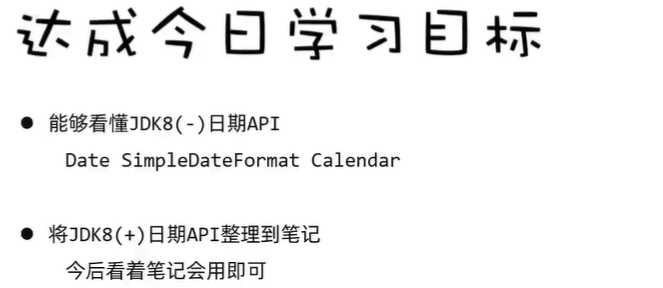 达成今日学习目标
● 能够看懂JDK8(-)日期API
Date SimpleDateFormat Calendar
● 将JDK8(+)日期API整理到笔记
今后看着笔记会用即可